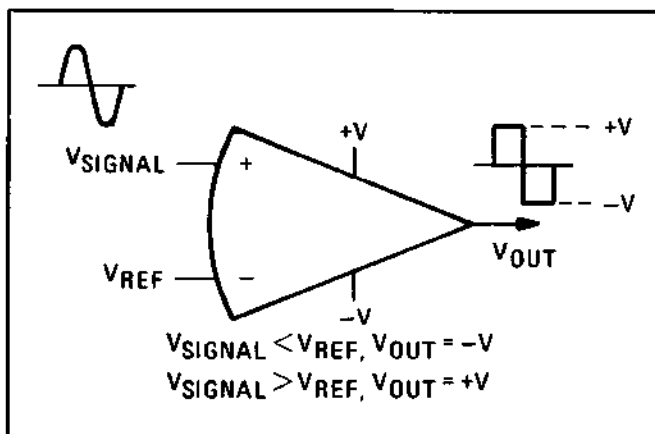 +V
+V
VSIGNAL
+
–V
VOUT
VREF
–
–V
VSIGNAL < VREF, VOUT = –V
VSIGNAL > VREF, VOUT = +V